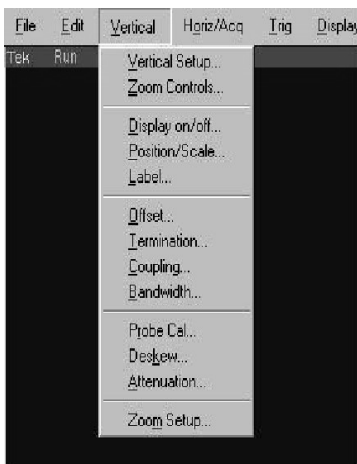 File Edit Vertical Horiz/Acq Trig Display
Tek Run
Vertical Setup...
Zoom Controls...
Display on/off...
Position/Scale...
Label...
Offset...
Termination...
Coupling...
Bandwidth...
Probe Cal...
Deskew...
Attenuation...
Zoom Setup...